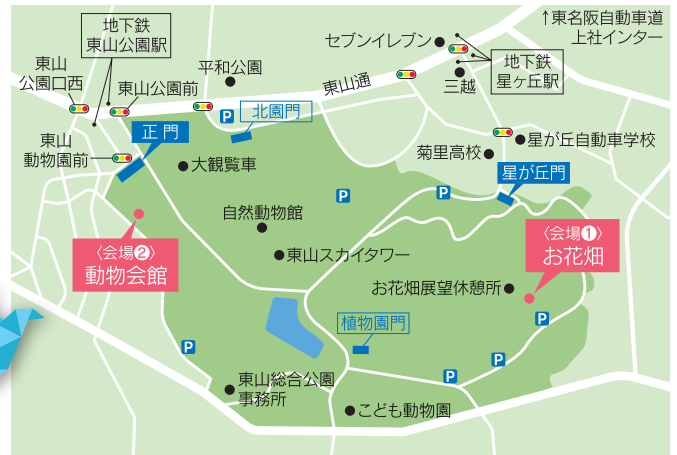 ↑東名阪自動車道
上社インター
地下鉄
東山公園駅
セブンイレブン
東山
公園口西
平和公園
地下鉄
星ヶ丘駅
東山公園前
東山通
三越
P
北園門
正門
東山
動物園前
星が丘自動車学校
菊里高校
大観覧車
星が丘門
P
P
自然動物館
〈会場❶〉
お花畑
〈会場❷〉
動物会館
東山スカイタワー
お花畑展望休憩所
植物園門
P
P
P
P
東山総合公園
事務所
こども動物園